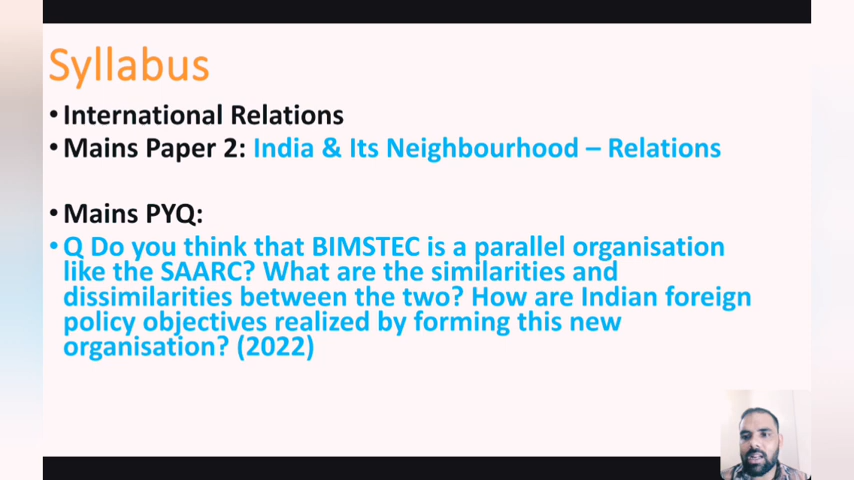 Syllabus
• International Relations
• Mains Paper 2: India & Its Neighbourhood – Relations
• Mains PYQ:
• Q Do you think that BIMSTEC is a parallel organisation
like the SAARC? What are the similarities and
dissimilarities between the two? How are Indian foreign
policy objectives realized by forming this new
organisation? (2022)